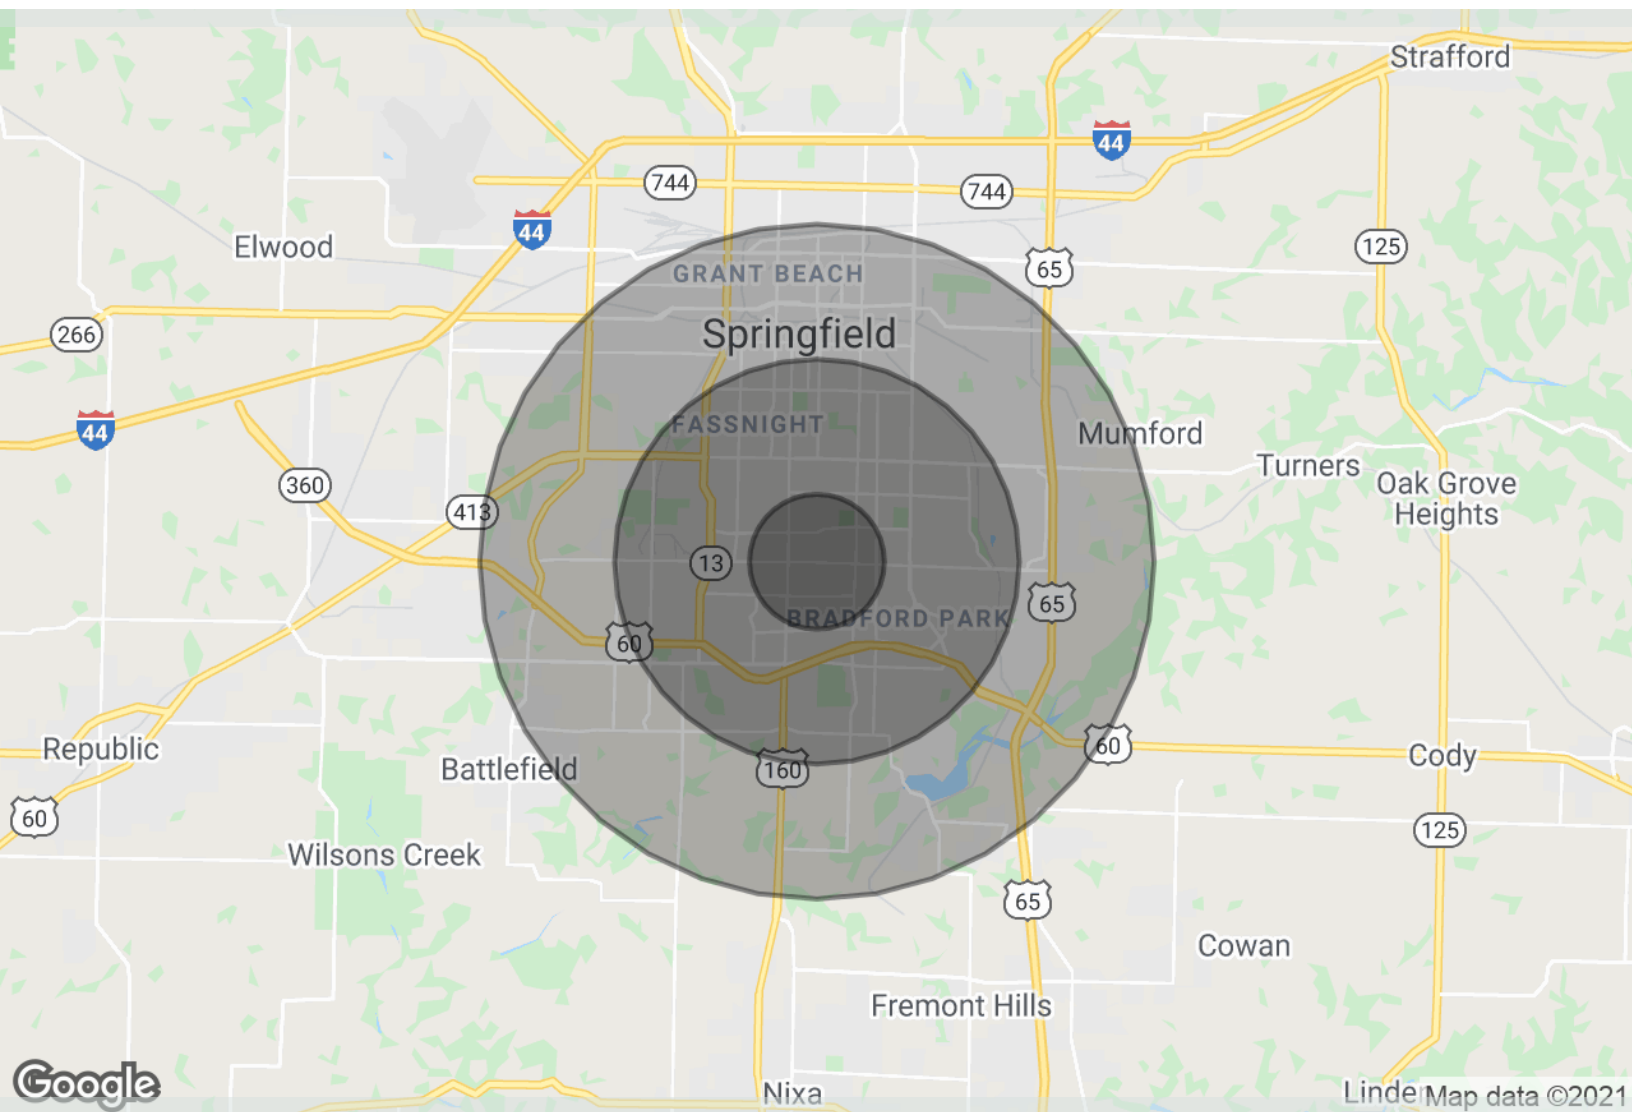 Strafford
44
744
744
44
Elwood
125
65
GRANT BEACH
266
Springfield
FASSNIGHT
44
Mumford
Turners
Oak Grove
Heights
360
413
13
65
BRADFORD PARK
60
Republic
60
Cody
Battlefield
160
60
125
Wilsons Creek
65
Cowan
Fremont Hills
Google
Nixa
Linden
Map data ©2021